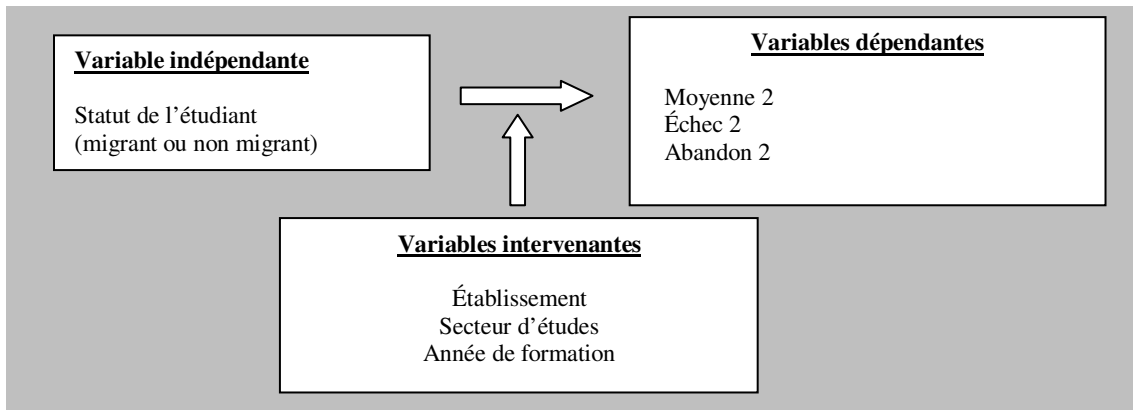 Variable indépendante
Statut de l'étudiant
(migrant ou non migrant)
Variables dépendantes
Moyenne 2
Échec 2
Abandon 2
Variables intervenantes
Établissement
Secteur d'études
Année de formation